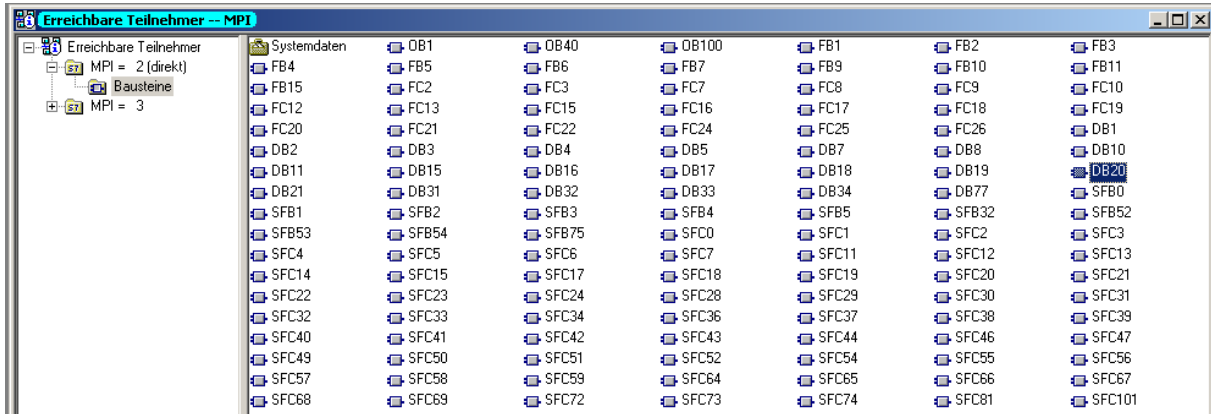 Erreichbare Teilnehmer -- MPI
Erreichbare Teilnehmer
MPI = 2 (direkt)
Bausteine
MPI = 3
Systemdaten OB1 OB40 OB100 FB1 FB2 FB3
FB4 FB5 FB6 FB7 FB9 FB10 FB11
FB15 FC2 FC3 FC7 FC8 FC9 FC10
FC12 FC13 FC15 FC16 FC17 FC18 FC19
FC20 FC21 FC22 FC24 FC25 FC26 DB1
DB2 DB3 DB4 DB5 DB7 DB8 DB10
DB11 DB15 DB16 DB17 DB18 DB19 DB20
DB21 DB31 DB32 DB33 DB34 DB77 SFB0
SFB1 SFB2 SFB3 SFB4 SFB5 SFB32 SFB52
SFB53 SFB54 SFB75 SFC0 SFC1 SFC2 SFC3
SFC4 SFC5 SFC6 SFC7 SFC11 SFC12 SFC13
SFC14 SFC15 SFC17 SFC18 SFC19 SFC20 SFC21
SFC22 SFC23 SFC24 SFC28 SFC29 SFC30 SFC31
SFC32 SFC33 SFC34 SFC36 SFC37 SFC38 SFC39
SFC40 SFC41 SFC42 SFC43 SFC44 SFC46 SFC47
SFC49 SFC50 SFC51 SFC52 SFC54 SFC55 SFC56
SFC57 SFC58 SFC59 SFC64 SFC65 SFC66 SFC67
SFC68 SFC69 SFC72 SFC73 SFC74 SFC81 SFC101